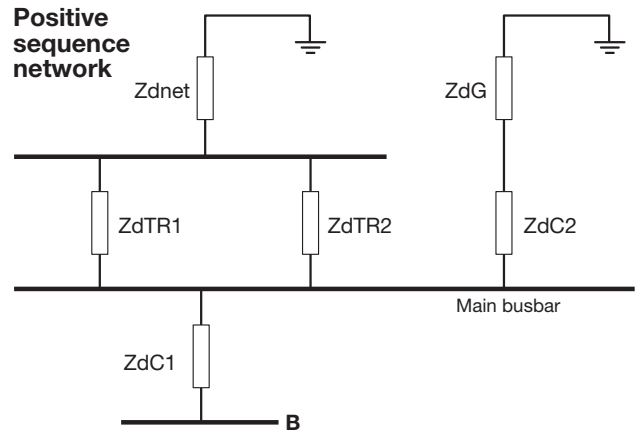 Positive
sequence
network
Zdnet
ZdG
ZdTR1
ZdTR2
ZdC2
Main busbar
ZdC1
B